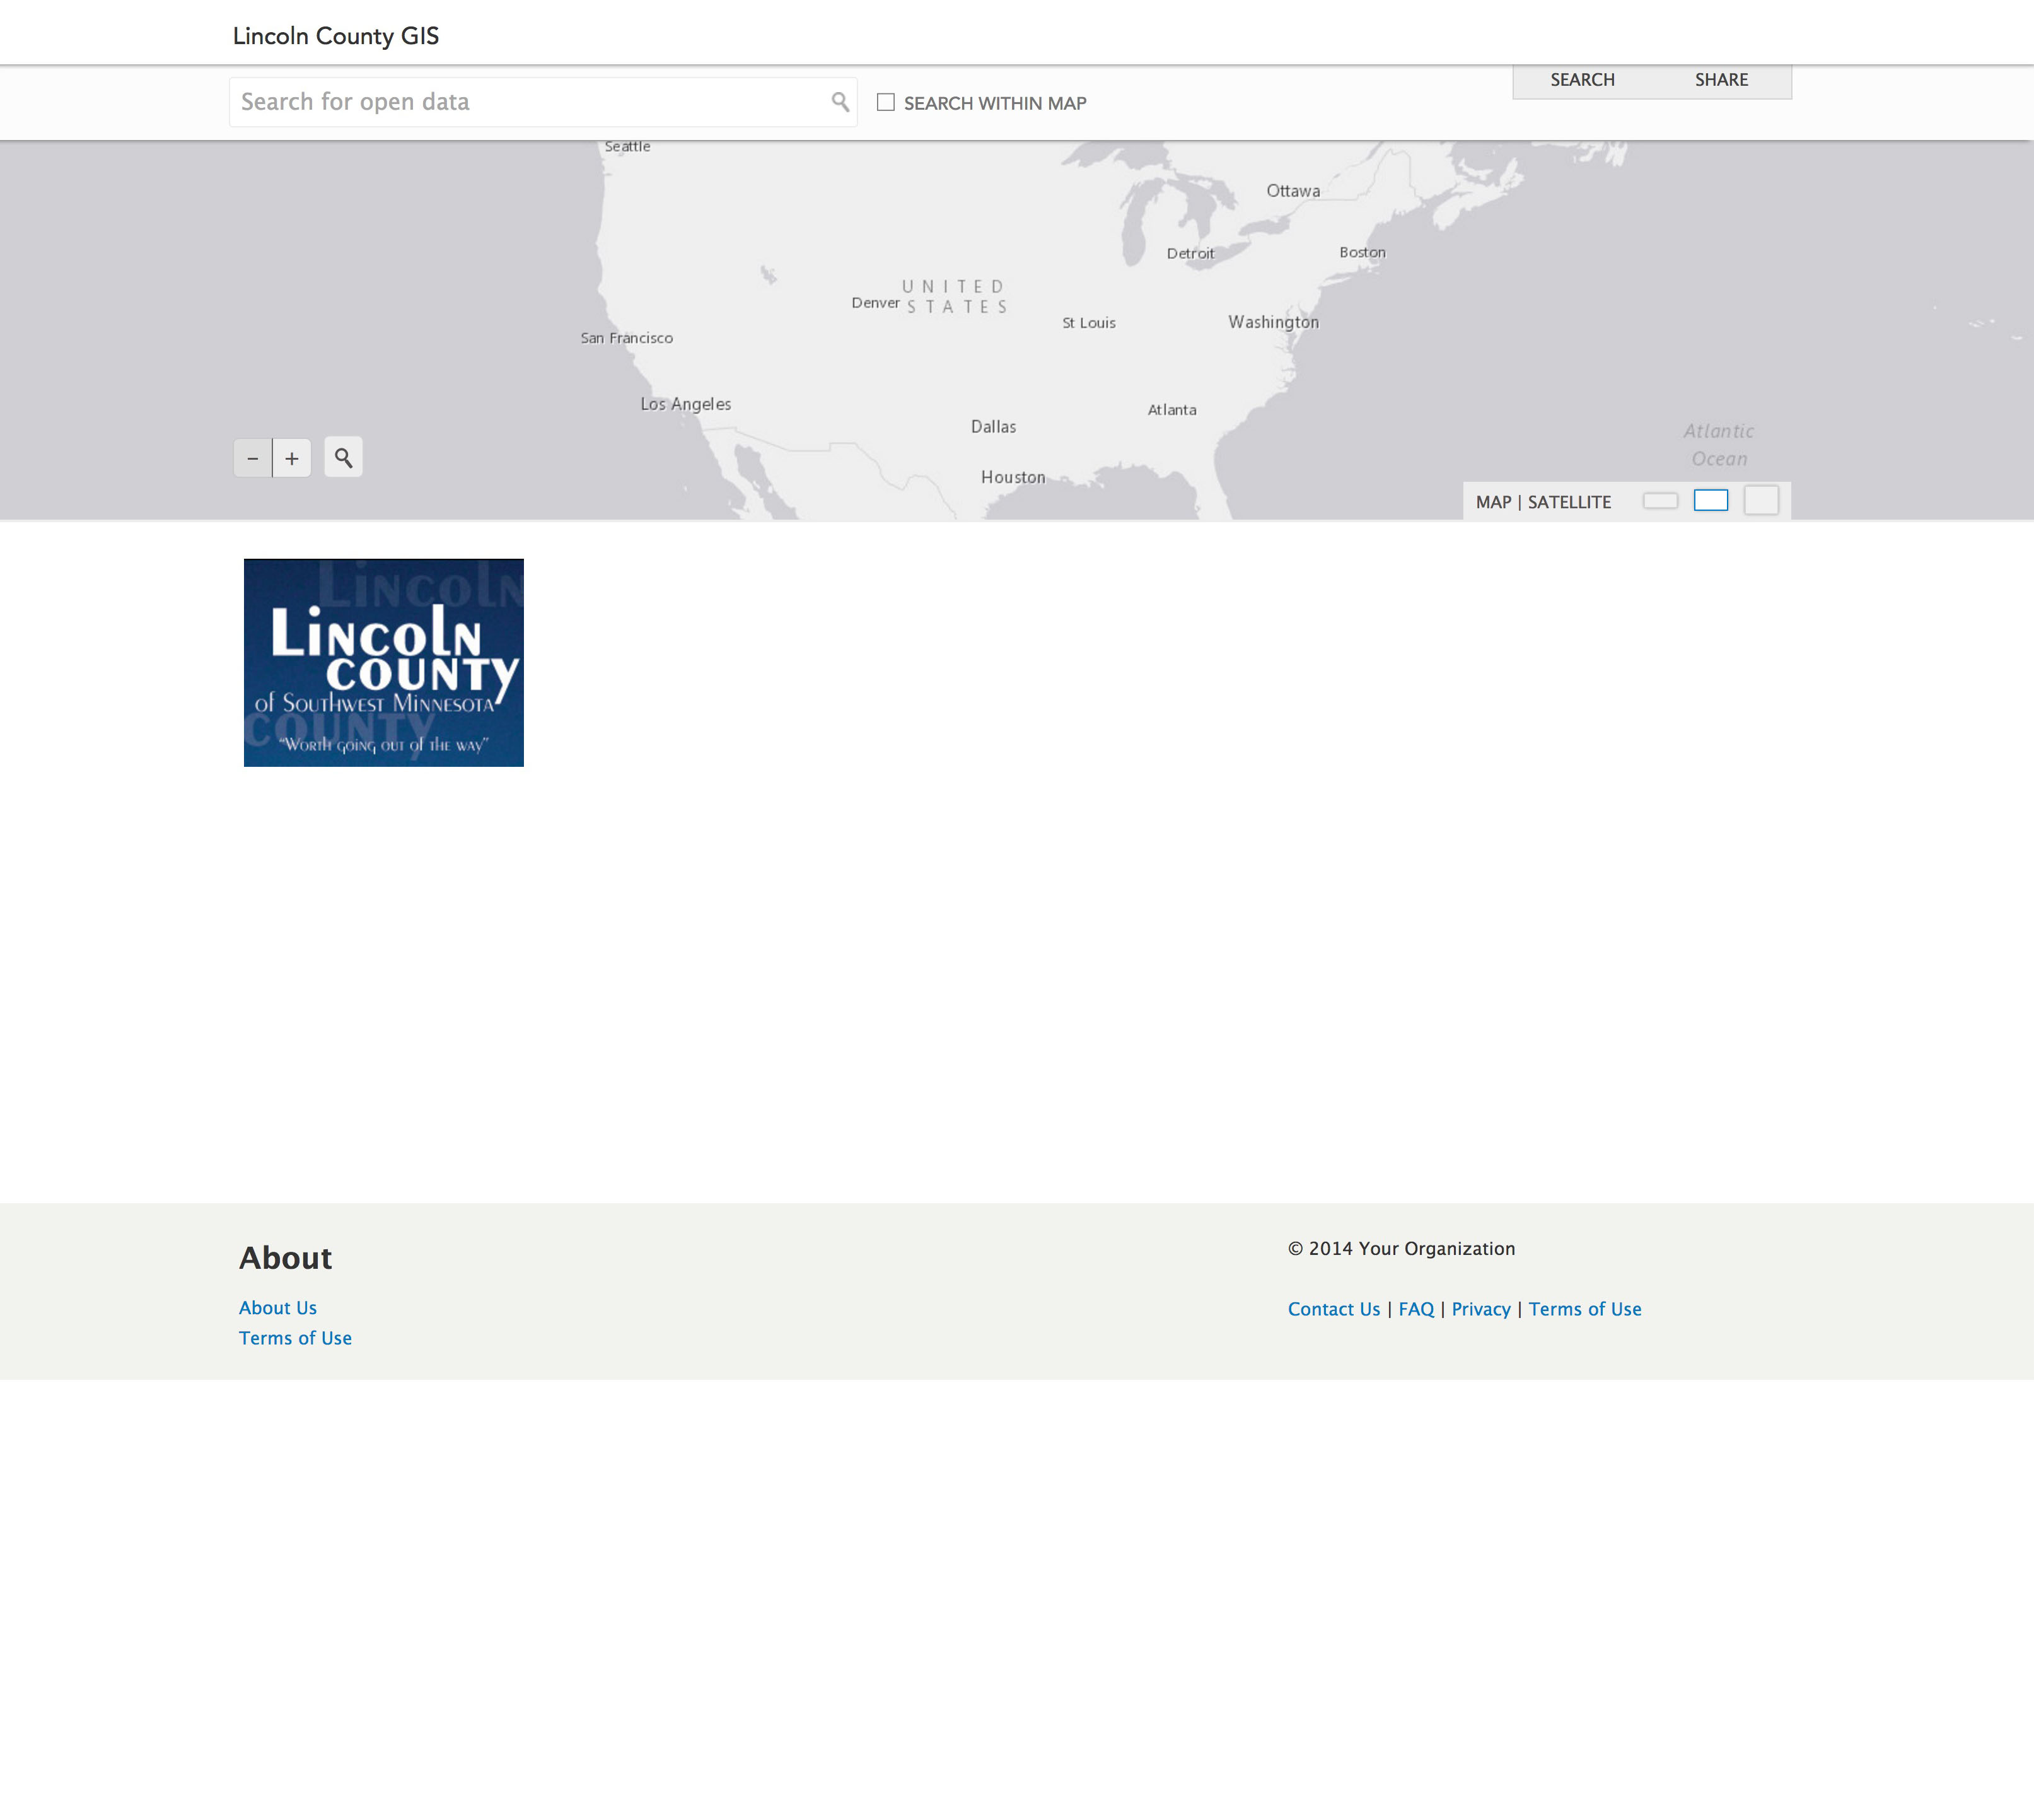 Lincoln County GIS
Search for open data
SEARCH WITHIN MAP
SEARCH SHARE
Seattle
Ottawa
Detroit
Boston
UNITED
STATES
Denver
St Louis
Washington
San Francisco
Los Angeles
Atlanta
Dallas
Houston
Atlantic
Ocean
− +
MAP | SATELLITE
Lincoln
Lincoln
County
of Southwest Minnesota
County
"Worth going out of the way"
About
About Us
Terms of Use
© 2014 Your Organization
Contact Us | FAQ | Privacy | Terms of Use